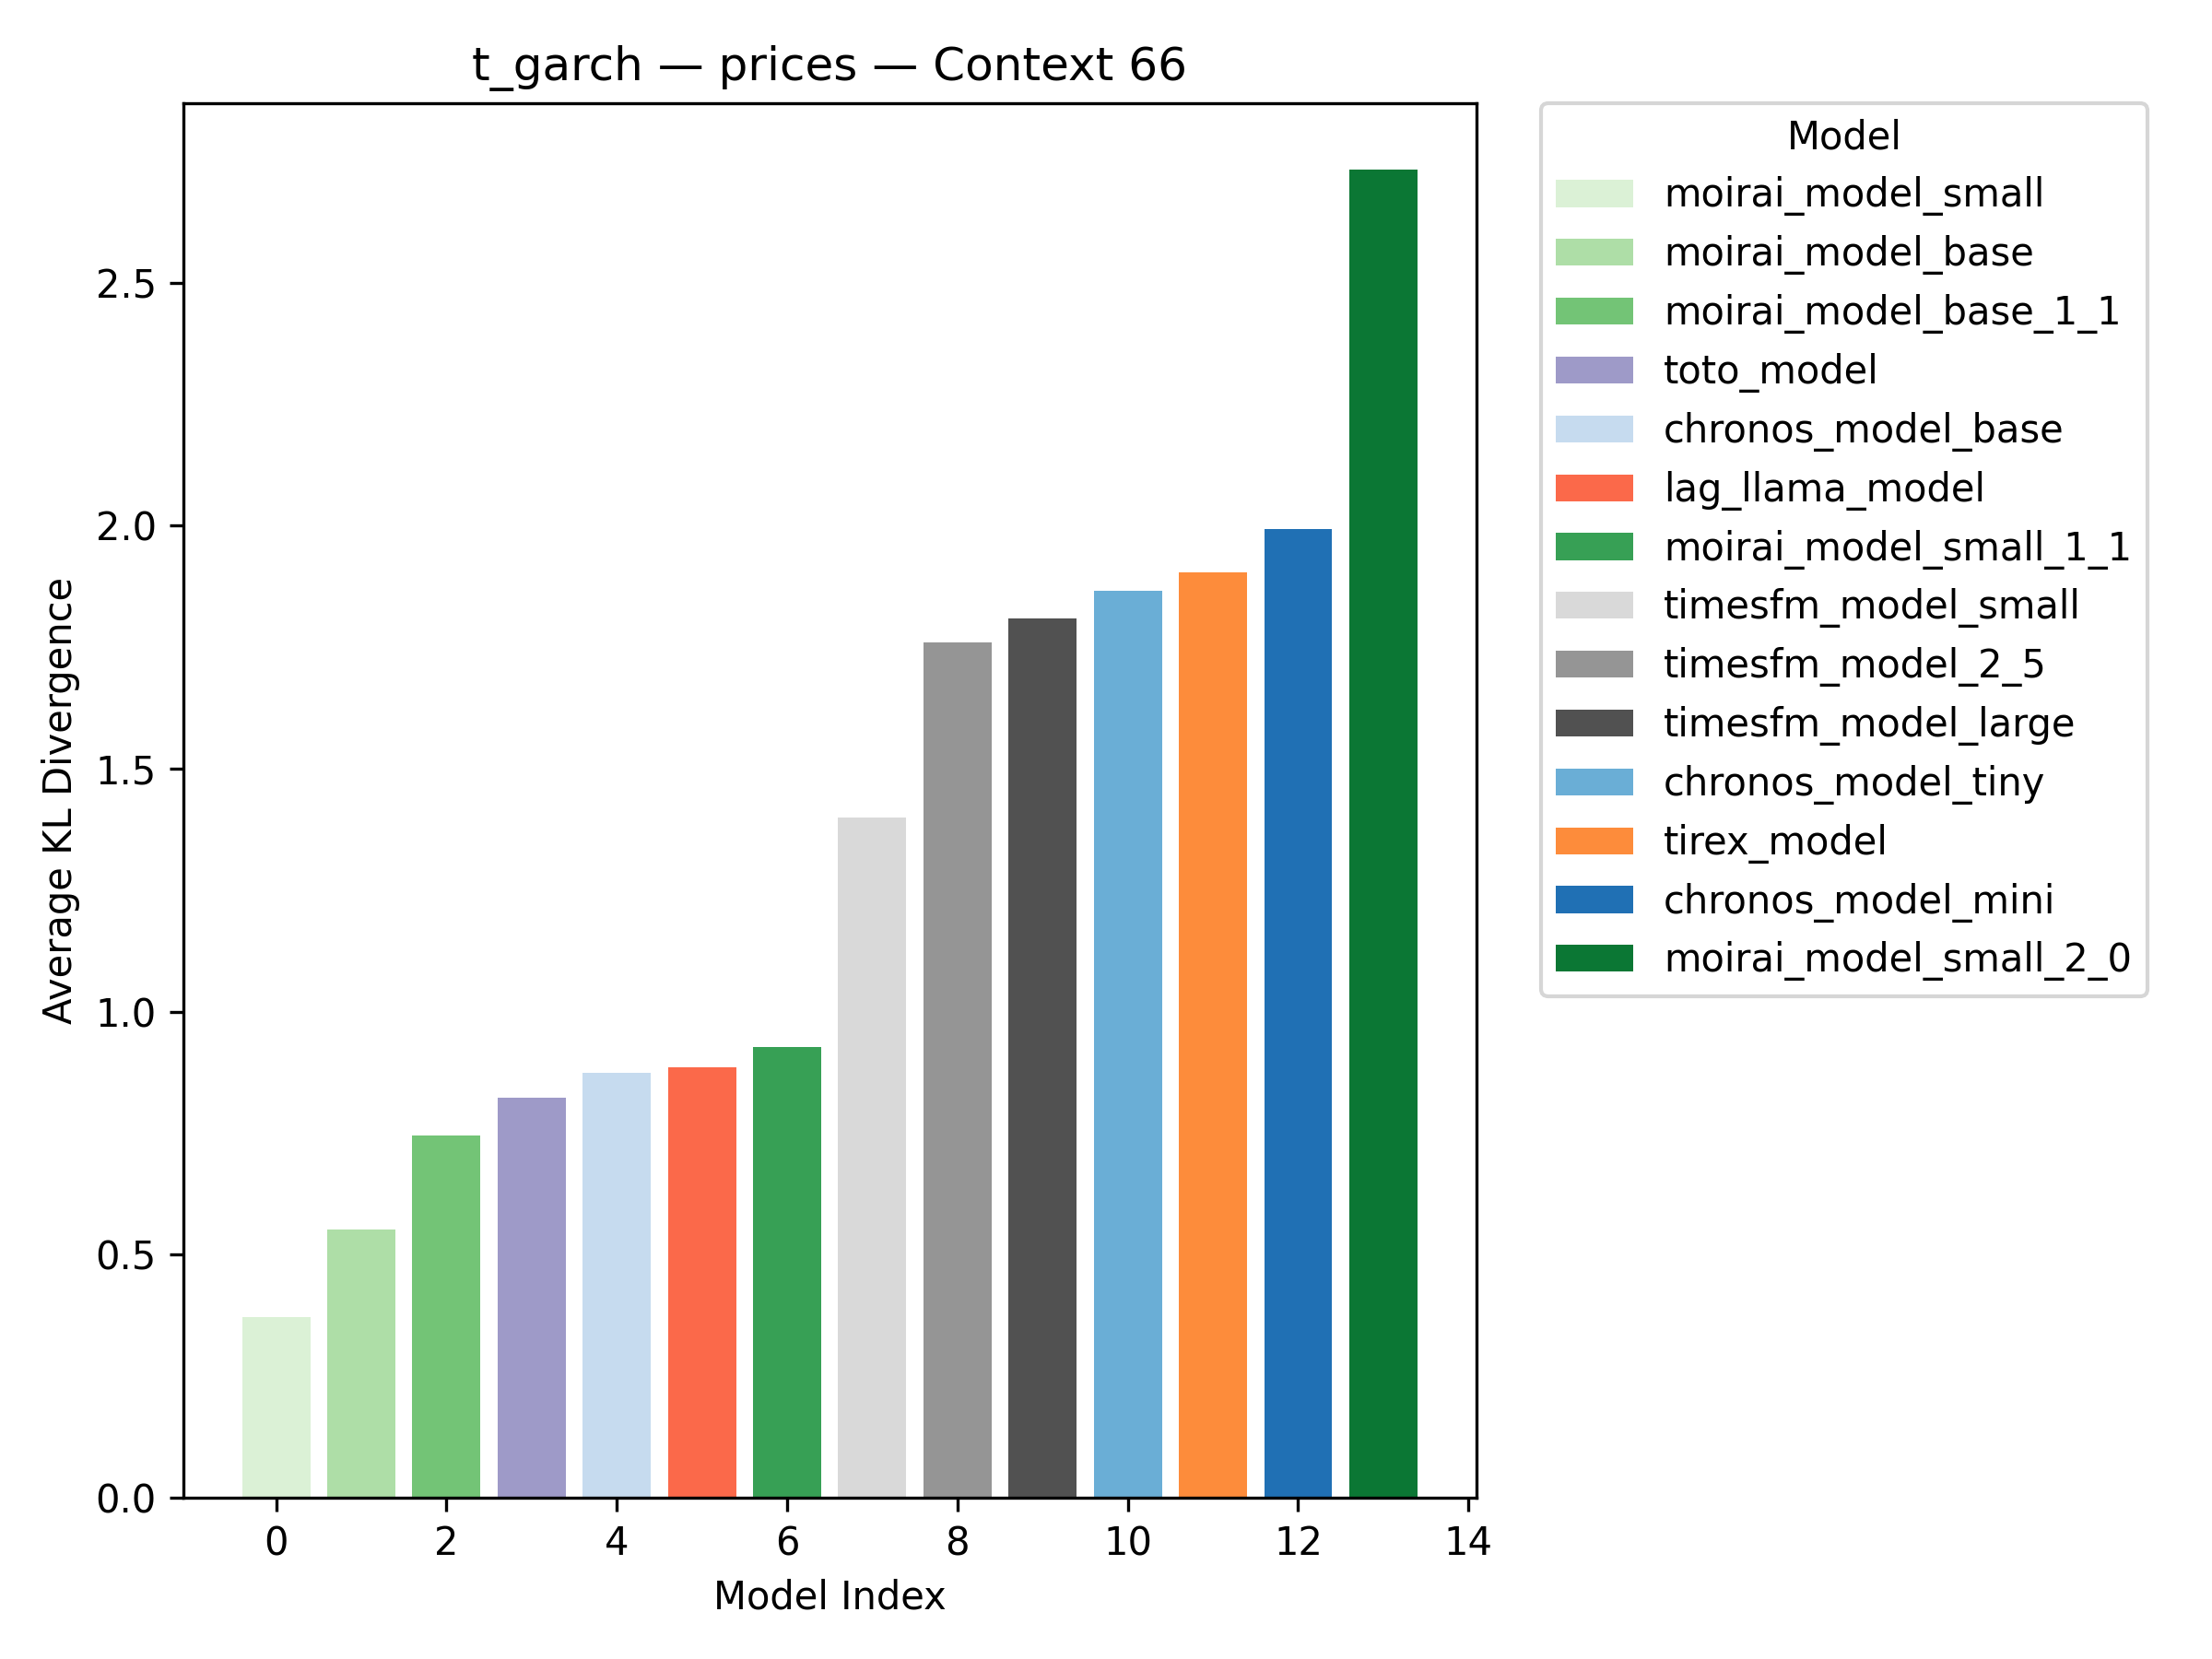 t_garch — prices — Context 66
Average KL Divergence
2.5
2.0
1.5
1.0
0.5
0.0
0 2 4 6 8 10 12 14
Model Index
Model
moirai_model_small
moirai_model_base
moirai_model_base_1_1
toto_model
chronos_model_base
lag_llama_model
moirai_model_small_1_1
timesfm_model_small
timesfm_model_2_5
timesfm_model_large
chronos_model_tiny
tirex_model
chronos_model_mini
moirai_model_small_2_0